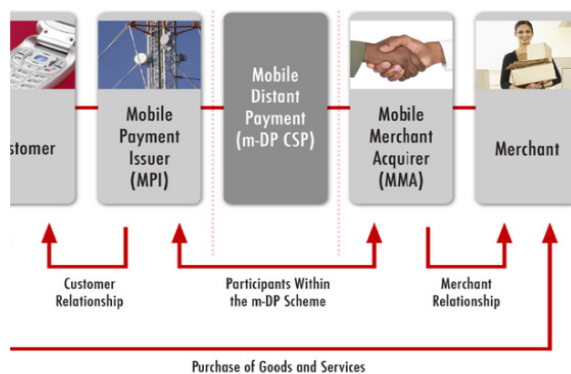 stomer
Mobile
Payment
Issuer
(MPI)
Mobile
Distant
Payment
(m-DP CSP)
Mobile
Merchant
Acquirer
(MMA)
Merchant
Customer
Relationship
Participants Within
the m-DP Scheme
Merchant
Relationship
Purchase of Goods and Services